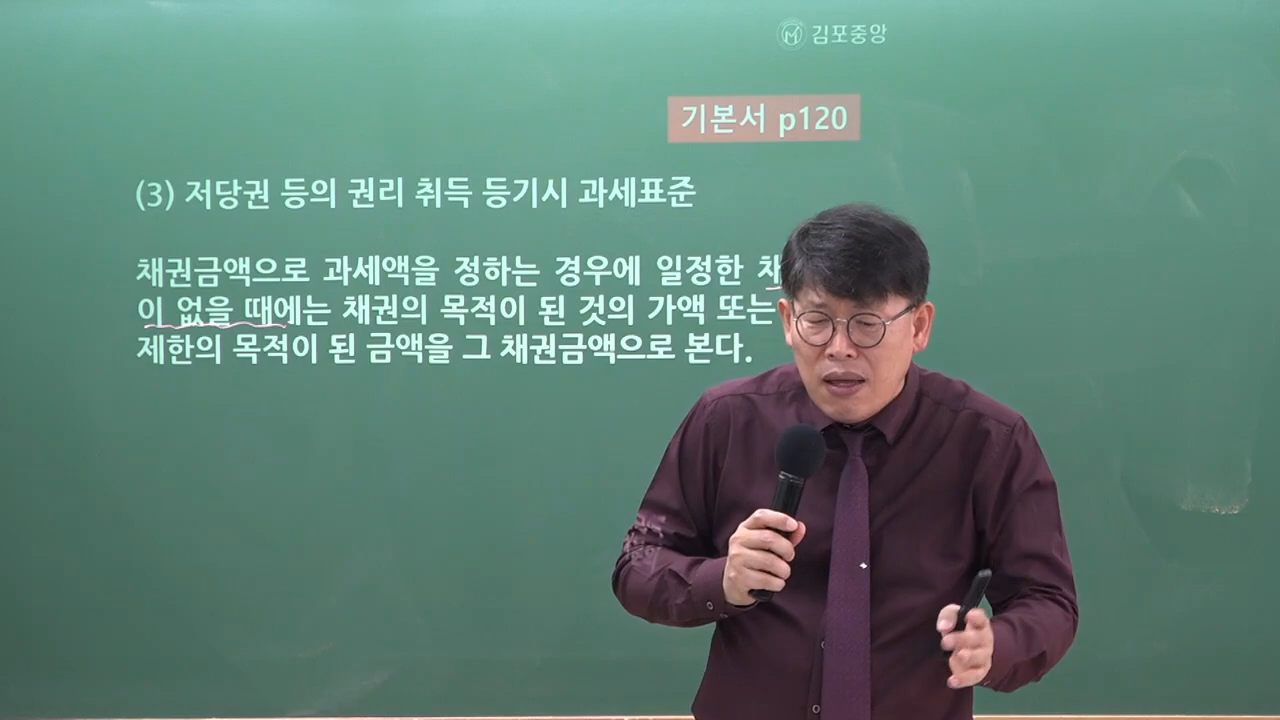 김포중앙
기본서 p120
(3) 저당권 등의 권리 취득 등기시 과세표준
채권금액으로 과세액을 정하는 경우에 일정한
이 없을 때에는 채권의 목적이 된 것의 가액 또는
제한의 목적이 된 금액을 그 채권금액으로 본다.